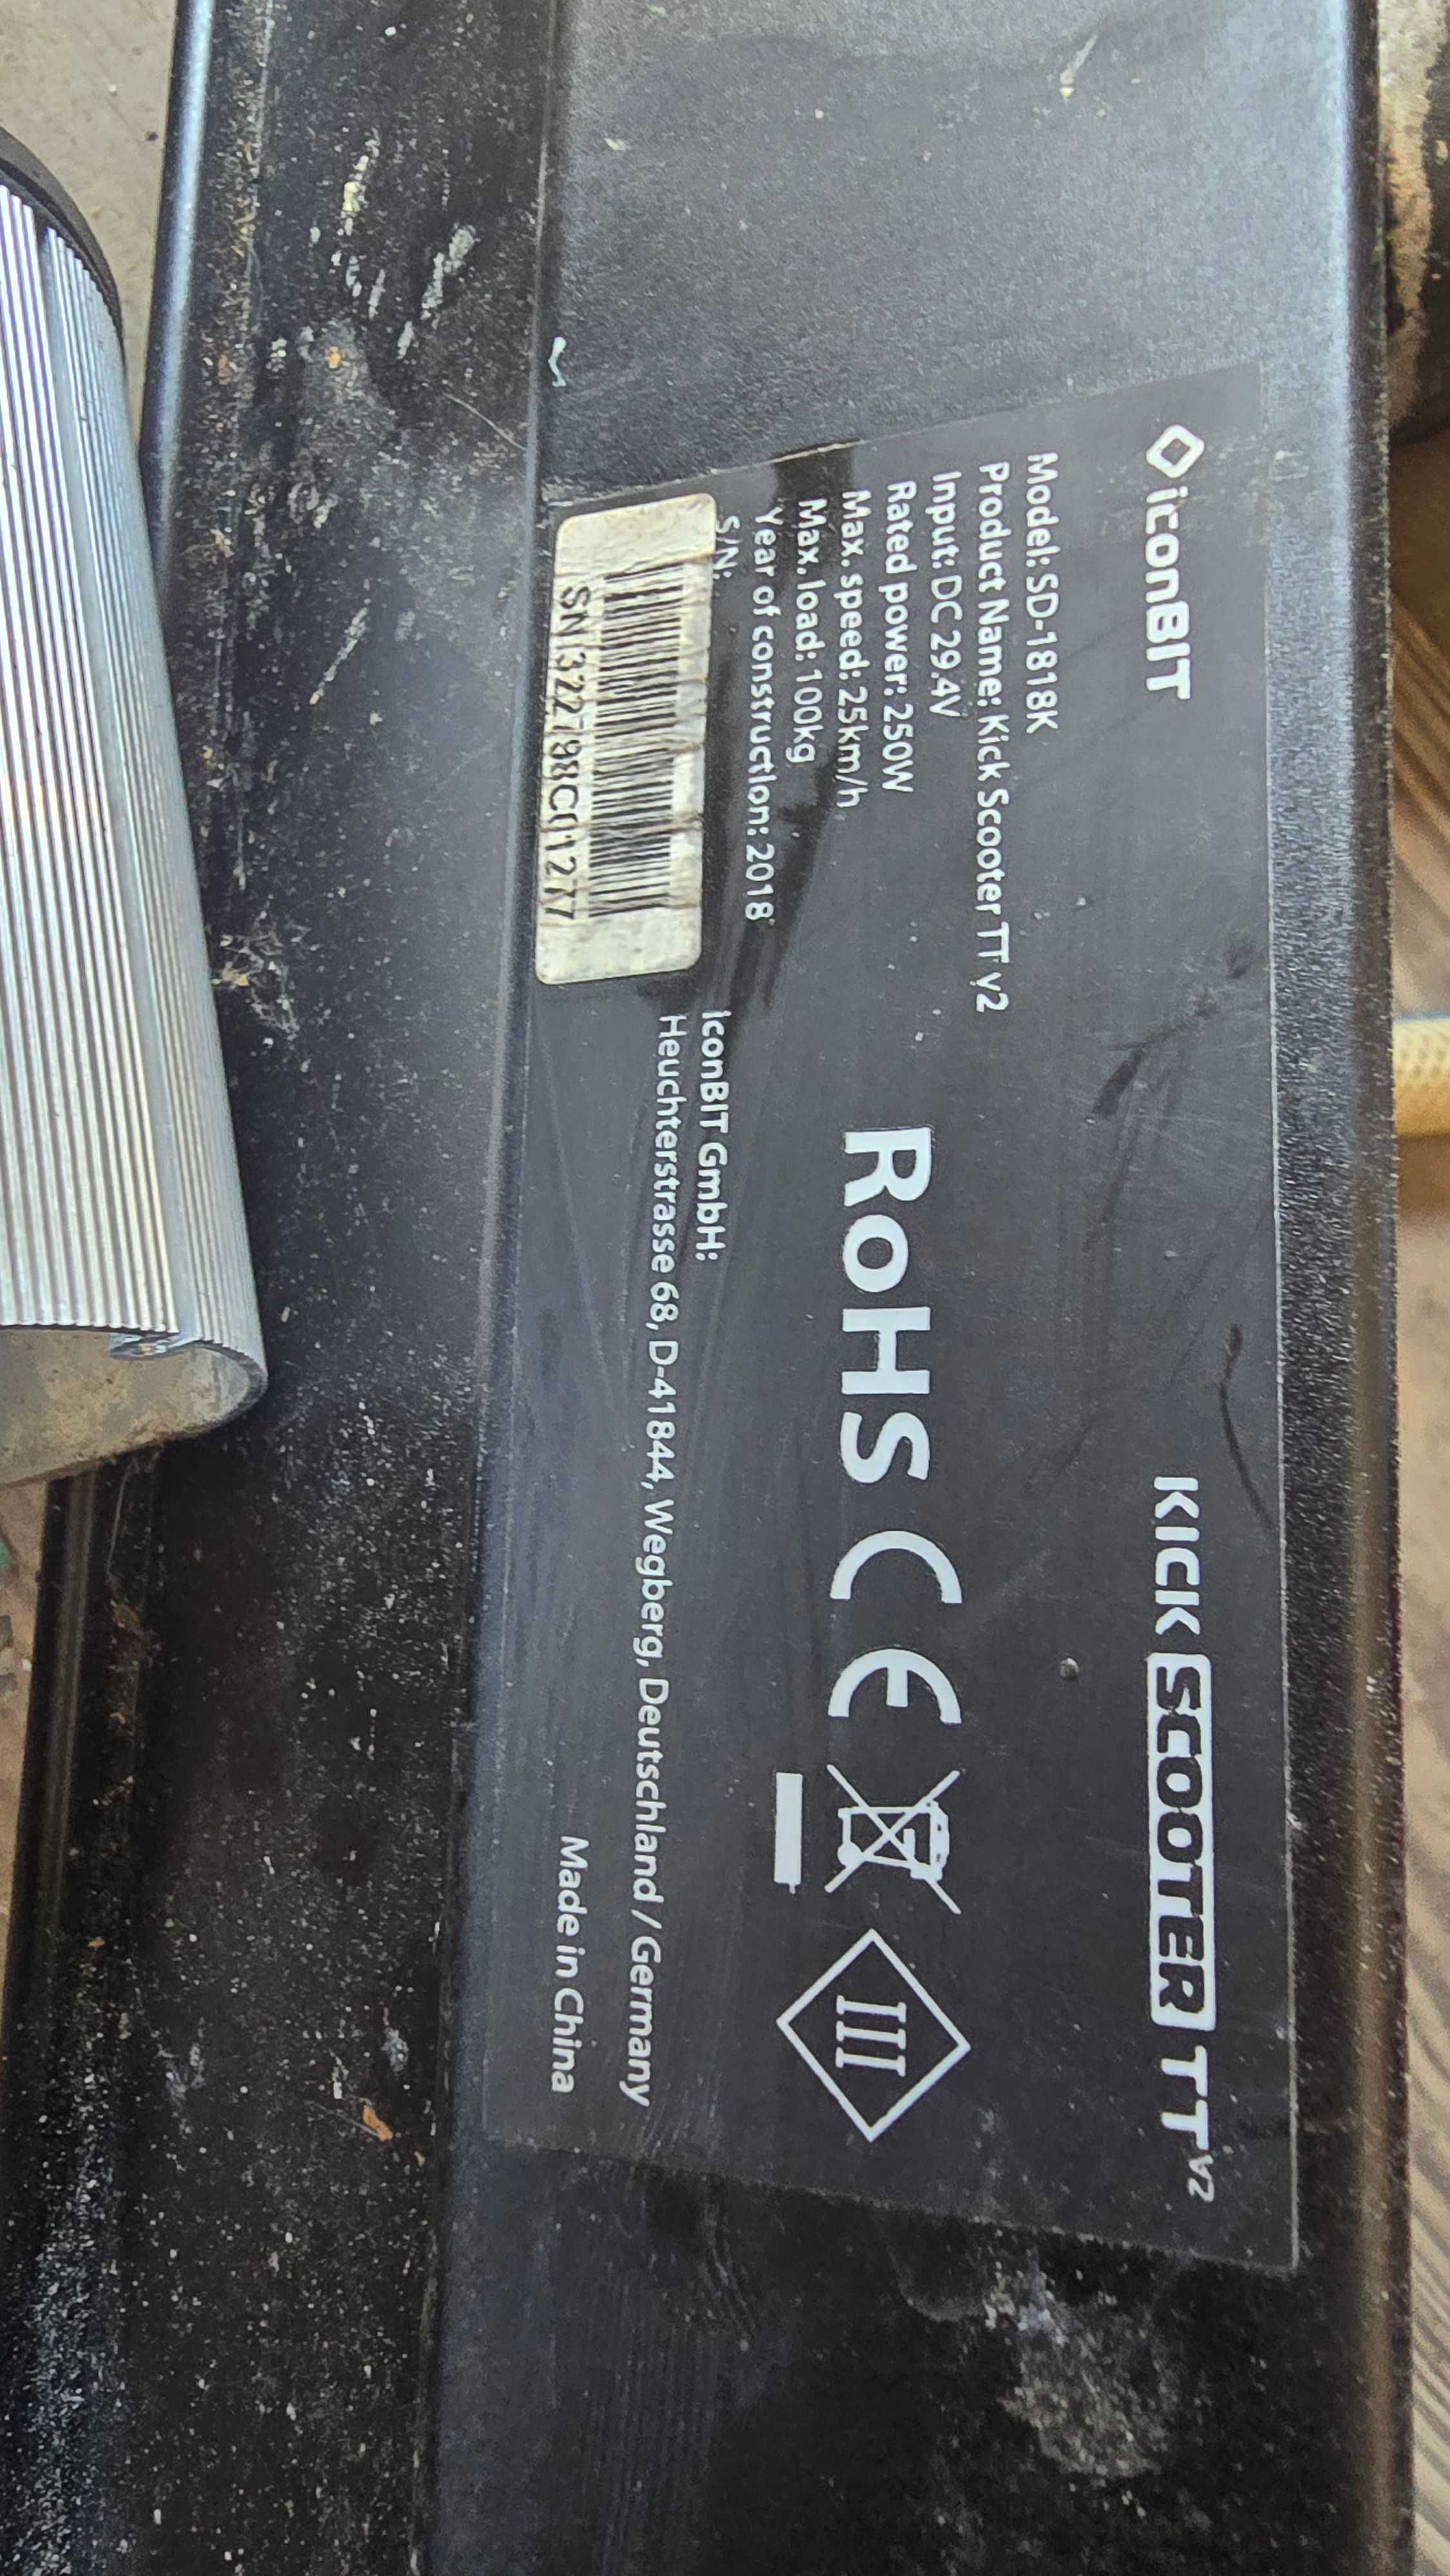 iconBIT
KICK SCOOTER TT V2
Model: SD-1818K
Product Name: Kick Scooter TT v2
Input: DC 29.4V
Rated power: 250W
Max. speed: 25km/h
Max. load: 100kg
Year of construction: 2018
S/N:
RoHS CE
III
iconBIT GmbH:
Heuchterstrasse 68, D-41844, Wegberg, Deutschland / Germany
Made in China